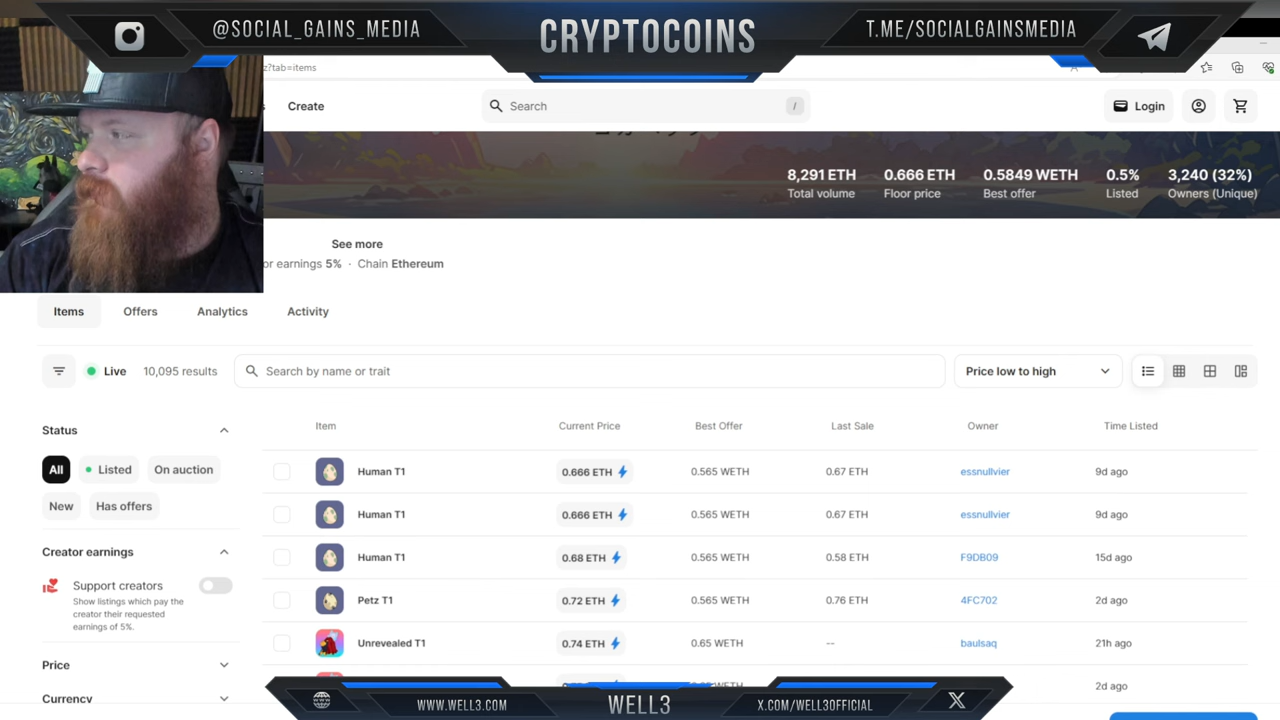 @SOCIAL_GAINS_MEDIA
CRYPTOCOINS
T.ME/SOCIALGAINSMEDIA
z?tab=items
Create
Search
/
Login
8,291 ETH
Total volume
0.666 ETH
Floor price
0.5849 WETH
Best offer
0.5%
Listed
3,240 (32%)
Owners (Unique)
See more
or earnings 5% · Chain Ethereum
Items
Offers
Analytics
Activity
Live
10,095 results
Search by name or trait
Price low to high
Status
All
Listed
On auction
New
Has offers
Creator earnings
Support creators
Show listings which pay the
creator their requested
earnings of 5%.
Price
Currency
Item Current Price Best Offer Last Sale Owner Time Listed
Human T1 0.666 ETH 0.565 WETH 0.67 ETH essnullvier 9d ago
Human T1 0.666 ETH 0.565 WETH 0.67 ETH essnullvier 9d ago
Human T1 0.68 ETH 0.565 WETH 0.58 ETH F9DB09 15d ago
Petz T1 0.72 ETH 0.565 WETH 0.76 ETH 4FC702 2d ago
Unrevealed T1 0.74 ETH 0.65 WETH -- baulsaq 21h ago
2d ago
WWW.WELL3.COM
WELL3
X.COM/WELL3OFFICIAL